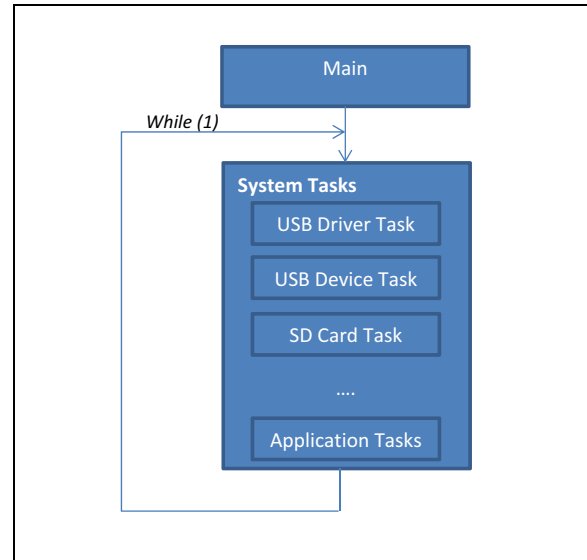 Main
While (1)
System Tasks
USB Driver Task
USB Device Task
SD Card Task
....
Application Tasks